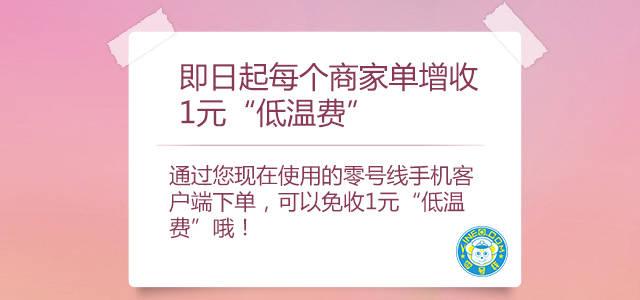 即日起每个商家单增收
1元“低温费”
通过您现在使用的零号线手机客
户端下单，可以免收1元“低温
费”哦！